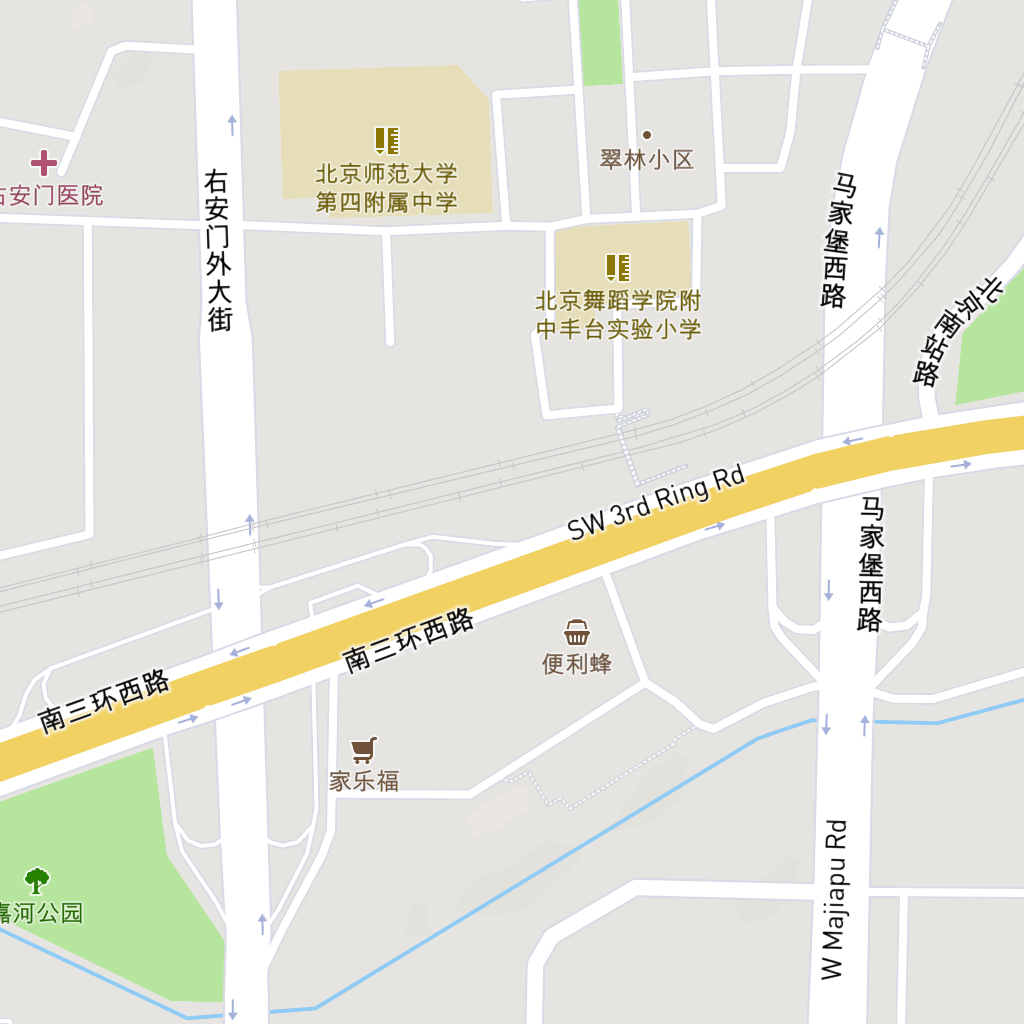 北京师范大学
第四附属中学
翠林小区
右安门医院
右安门外大街
马家堡西路
北京舞蹈学院附
中丰台实验小学
北京南站路
SW 3rd Ring Rd
马家堡西路
南三环西路
便利蜂
南三环西路
家乐福
W Majiapu Rd
嘉河公园